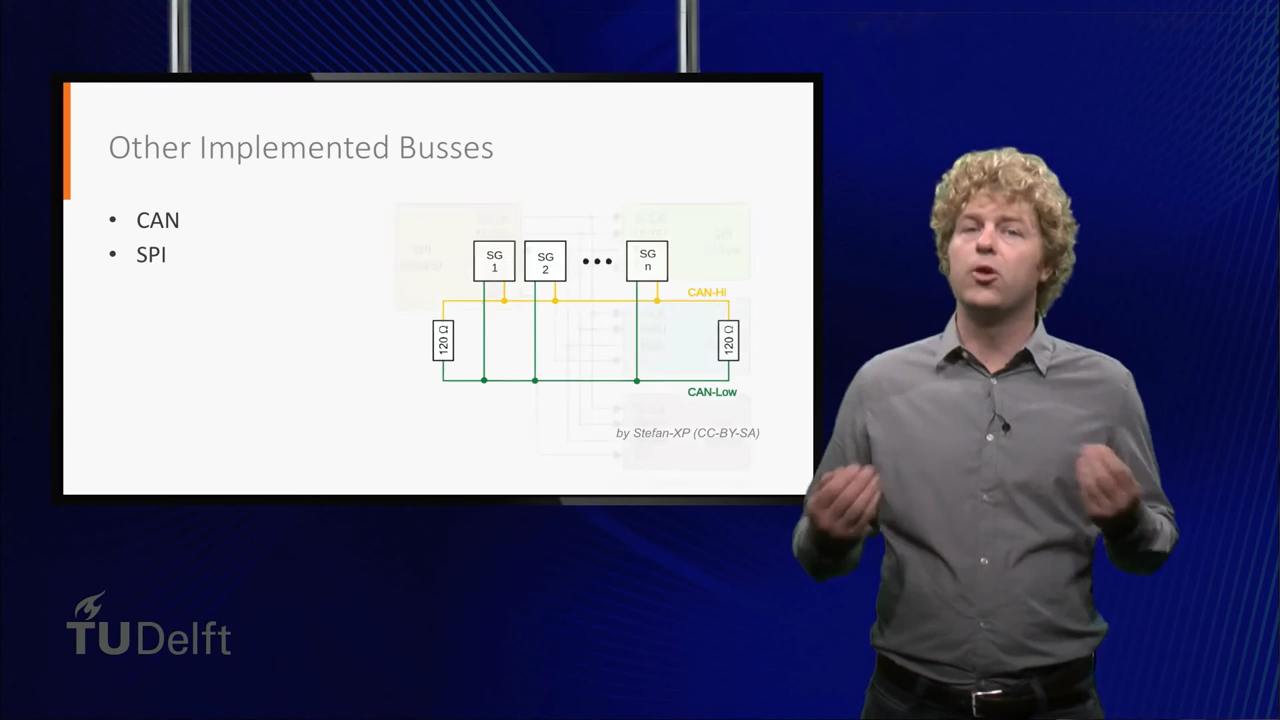 Other Implemented Busses
• CAN
• SPI
SG
1
SG
2
•••
SG
n
CAN-Hi
120 Ω
120 Ω
CAN-Low
by Stefan-XP (CC-BY-SA)
TUDelft